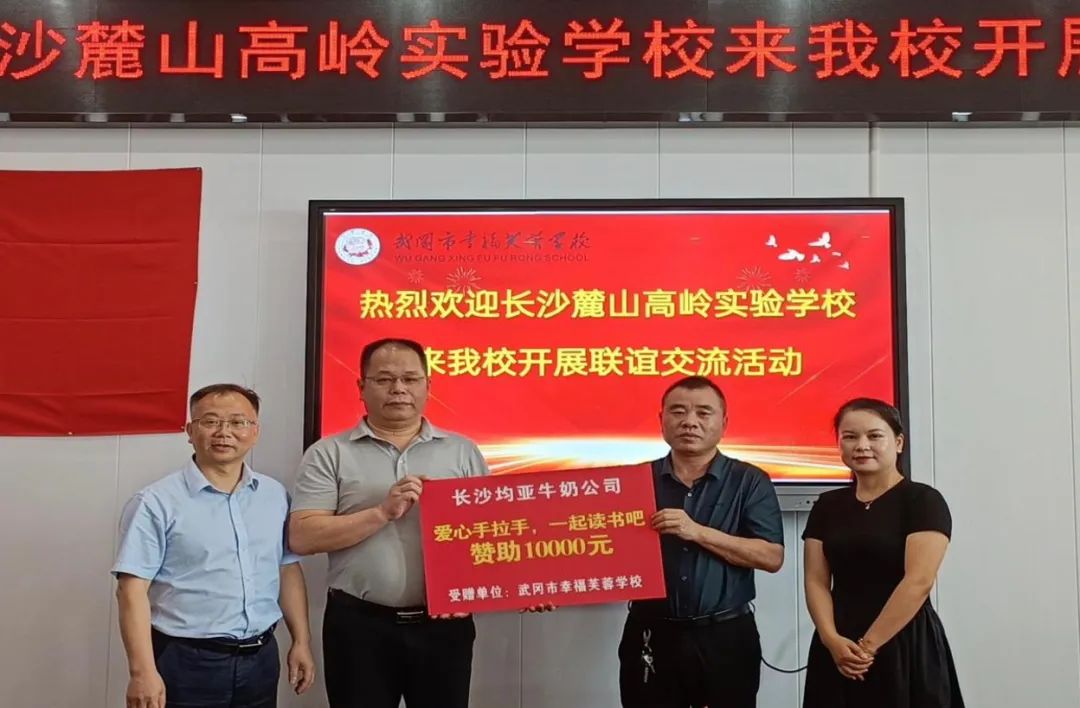 沙麓山高岭实验学校来我校开展
武冈市幸福芙蓉学校
WU GANG XING FU FU RONG SCHOOL
热烈欢迎长沙麓山高岭实验学校
来我校开展联谊交流活动
长沙均亚牛奶公司
爱心手拉手，一起读书吧
赞助10000元
受赠单位：武冈市幸福芙蓉学校